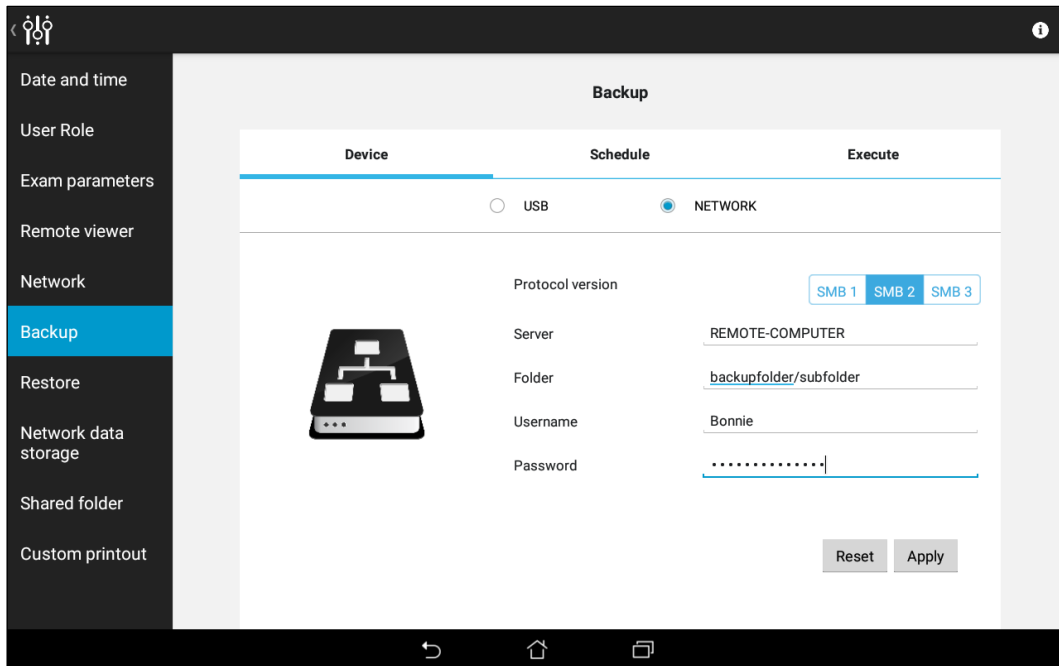 Date and time
User Role
Exam parameters
Remote viewer
Network
Backup
Restore
Network data
storage
Shared folder
Custom printout
Backup
Device Schedule Execute
USB NETWORK
Protocol version SMB 1 SMB 2 SMB 3
Server REMOTE-COMPUTER
Folder backupfolder/subfolder
Username Bonnie
Password ••••••••••••••
Reset Apply